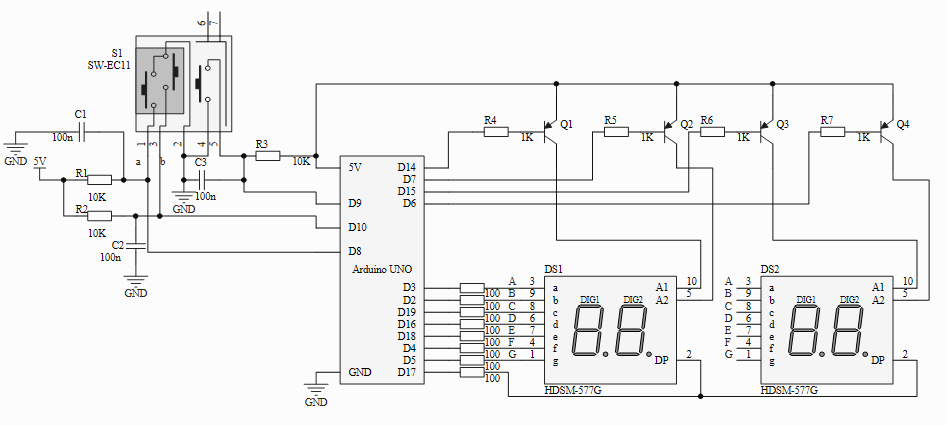 6 7
S1
SW-EC11
C1
100n
GND
5V
1 3 2 4 5
a b
R3
10K
C3
100n
GND
R1
10K
R2
10K
C2
100n
GND
R4 1K Q1
R5 1K Q2
R6 1K Q3
R7 1K Q4
5V D14
D7
D15
D9 D6
D10
D8
Arduino UNO
D3 100 A 3 a
D2 100 B 9 b
D19 100 C 8 c
D16 100 D 6 d
D18 100 E 7 e
D4 100 F 4 f
D5 100 G 1 g
GND D17 100
GND
DS1
DIG1 DIG2
A1 10
A2 5
DP 2
HDSM-577G
DS2
A 3 a
B 9 b
C 8 c
D 6 d
E 7 e
F 4 f
G 1 g
DIG1 DIG2
A1 10
A2 5
DP 2
HDSM-577G